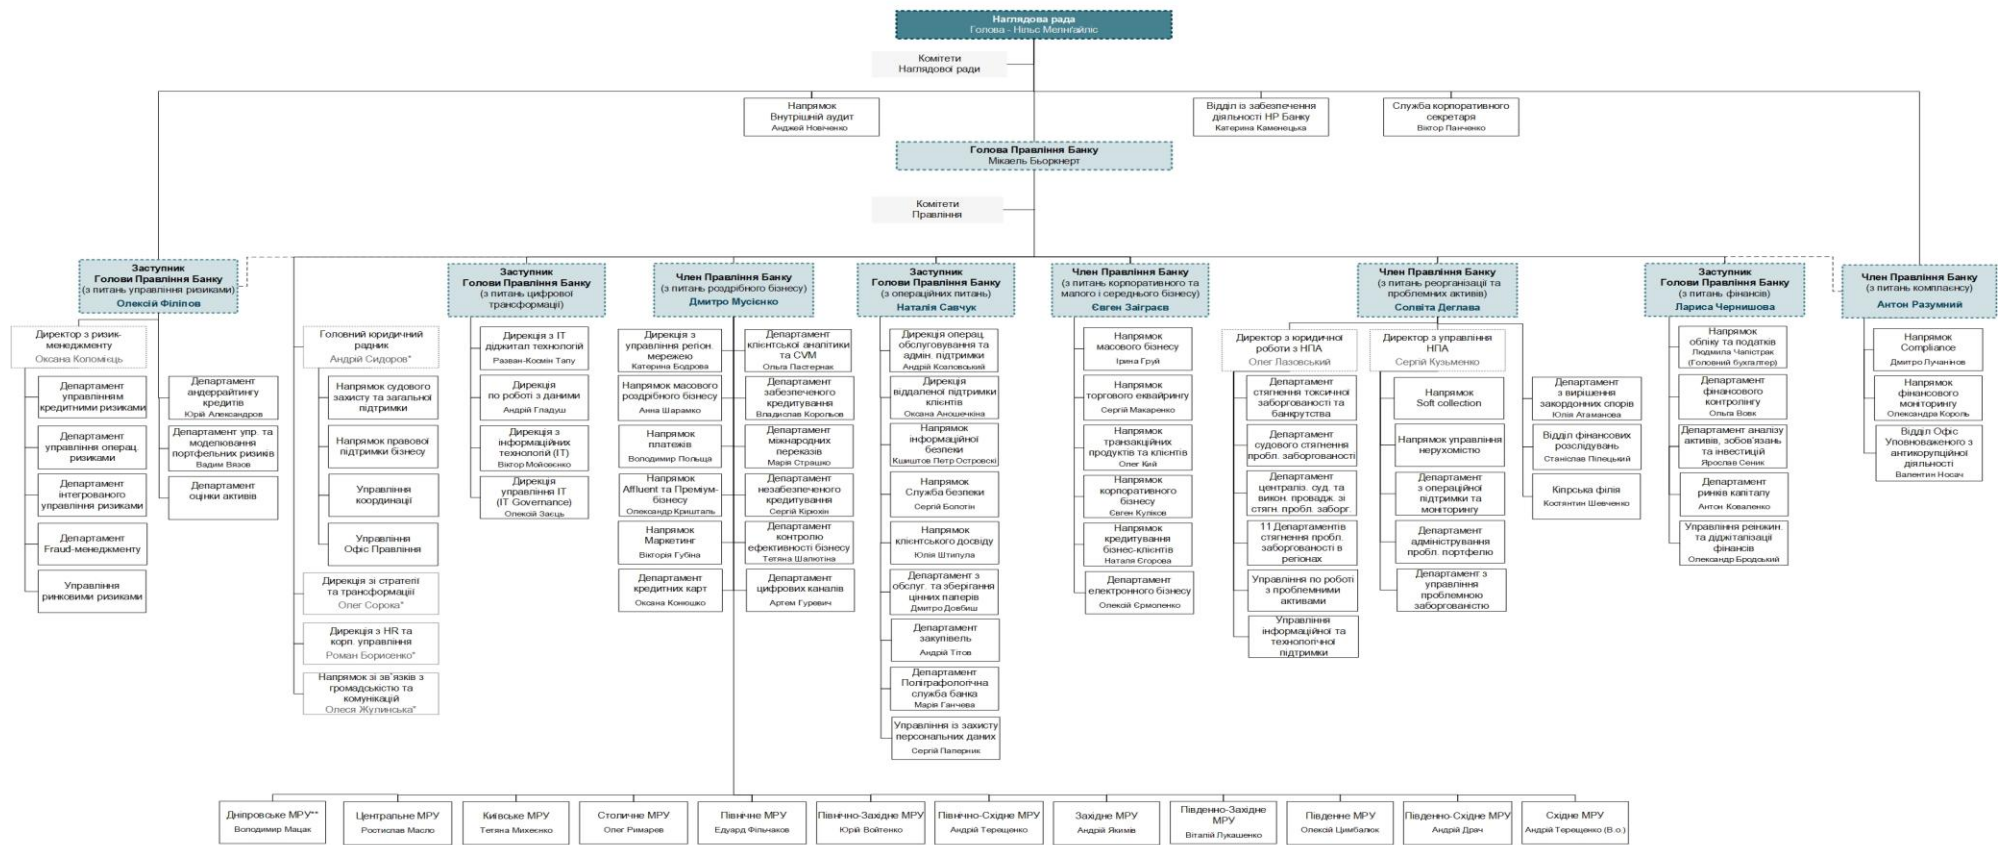 Наглядова рада
Голова - Нільс Мелнгайліс
Комітети
Наглядової ради
Напрямок
Внутрішній аудит
Анджей Новіченко
Відділ із забезпечення
діяльності НР Банку
Катерина Каменецька
Служба корпоративного
секретаря
Віктор Панченко
Голова Правління Банку
Мікаель Бьоркнерт
Комітети
Правління
Заступник
Голови Правління Банку
(з питань управління ризиками)
Олексій Філіпов
Директор з ризик-
менеджменту
Оксана Коломієць
Департамент
управлінням
кредитними ризиками
Департамент
управління операц.
ризиками
Департамент
інтегрованого
управління ризиками
Департамент
Fraud-менеджменту
Управління
ринковими ризиками
Департамент
андеррайтингу
кредитів
Юрій Александров
Департамент упр. та
моделювання
портфельних ризиків
Вадим Вязов
Департамент
оцінки активів
Головний юридичний
радник
Андрій Сидоров*
Напрямок судового
захисту та загальної
підтримки
Напрямок правової
підтримки бізнесу
Управління
координації
Управління
Офіс Правління
Дирекція зі стратегії
та трансформації
Олег Сорока*
Дирекція з HR та
корп. управління
Роман Борисенко*
Напрямок зі зв`язків з
громадськістю та
комунікацій
Олеся Жулинська*
Заступник
Голови Правління Банку
(з питань цифрової
трансформації)
Дирекція з ІТ
діджитал технологій
Разван-Космін Тапу
Дирекція
по роботі з даними
Андрій Гладуш
Дирекція з
інформаційних
технологій (ІТ)
Віктор Мойсеєнко
Дирекція
управління ІТ
(IT Governance)
Олексій Заєць
Член Правління Банку
(з питань роздрібного бізнесу)
Дмитро Мусієнко
Дирекція з
управління регіон.
мережею
Катерина Бодрова
Напрямок масового
роздрібного бізнесу
Анна Шарамко
Напрямок
платежів
Володимир Польща
Напрямок
Affluent та Преміум-
бізнесу
Олександр Кришталь
Напрямок
Маркетинг
Вікторія Губіна
Департамент
кредитних карт
Оксана Конюшко
Департамент
клієнтської аналітики
та CVM
Ольга Пастернак
Департамент
забезпеченого
кредитування
Владислав Корольов
Департамент
міжнародних
переказів
Марія Страшко
Департамент
незабезпеченого
кредитування
Сергій Кірюхін
Департамент
контролю
ефективності бізнесу
Тетяна Шалютіна
Департамент
цифрових каналів
Артем Гуревич
Заступник
Голови Правління Банку
(з операційних питань)
Наталія Савчук
Дирекція операц.
обслуговування та
адмін. підтримки
Андрій Козловський
Дирекція
віддаленої підтримки
клієнтів
Оксана Аношечкіна
Напрямок
інформаційної
безпеки
Кшиштов Петр Островскі
Напрямок
Служба безпеки
Сергій Бологін
Напрямок
клієнтського досвіду
Юлія Штипула
Департамент з
обслуг. та зберігання
цінних паперів
Дмитро Довбиш
Департамент
закупівель
Андрій Тітов
Департамент
Поліграфологічна
служба банка
Марія Ганчева
Управління із захисту
персональних даних
Сергій Паперник
Член Правління Банку
(з питань корпоративного та
малого і середнього бізнесу)
Євген Заіграєв
Напрямок
масового бізнесу
Ірина Груй
Напрямок
торгового еквайрингу
Сергій Макаренко
Напрямок
транзакційних
продуктів та клієнтів
Олег Кий
Напрямок
корпоративного
бізнесу
Євген Куліков
Напрямок
кредитування
бізнес-клієнтів
Наталя Єгорова
Департамент
електронного бізнесу
Олексій Єрмоленко
Член Правління Банку
(з питань реорганізації та
проблемних активів)
Солвіта Деглава
Директор з юридичної
роботи з НПА
Олег Лазовський
Департамент
стягнення токсичної
заборгованості та
банкрутства
Департамент
судового стягнення
пробл. заборгованості
Департамент
централіз. суд. та
викон. провадж. зі
стягн. пробл. заборг.
11 Департаментів
стягнення пробл.
заборгованості в
регіонах
Управління по роботі
з проблемними
активами
Управління
інформаційної та
технологічної
підтримки
Директор з управління
НПА
Сергій Кузьменко
Напрямок
Soft collection
Напрямок управління
нерухомістю
Департамент
з операційної
підтримки та
моніторингу
Департамент
адміністрування
пробл. портфелю
Департамент з
управління
проблемною
заборгованістю
Департамент
з вирішення
закордонних спорів
Юлія Атаманова
Відділ фінансових
розслідувань
Станіслав Пілецький
Кіпрська філія
Костянтин Шевченко
Заступник
Голови Правління Банку
(з питань фінансів)
Лариса Чернишова
Напрямок
обліку та податків
Людмила Чапістрак
(Головний бухгалтер)
Департамент
фінансового
контролінгу
Ольга Вовк
Департамент аналізу
активів, зобов'язань
та інвестицій
Ярослав Сеник
Департамент
ринків капіталу
Антон Коваленко
Управління реінжин.
та діджиталізації
фінансів
Олександр Бродський
Член Правління Банку
(з питань комплаєнсу)
Антон Разумний
Напрямок
Compliance
Дмитро Лучанінов
Напрямок
фінансового
моніторингу
Олександра Король
Відділ Офіс
Уповноваженого з
антикорупційної
діяльності
Валентин Носач
Дніпровське МРУ**
Володимир Мацак
Центральне МРУ
Ростислав Масло
Київське МРУ
Тетяна Михеєнко
Столичне МРУ
Олег Римарев
Північне МРУ
Едуард Фільчаков
Північно-Західне МРУ
Юрій Войтенко
Північно-Східне МРУ
Андрій Терещенко
Західне МРУ
Андрій Якимів
Південно-Західне
МРУ
Віталій Лукашенко
Південне МРУ
Олексій Цимбалюк
Південно-Східне МРУ
Андрій Драч
Східне МРУ
Андрій Терещенко (В.о.)